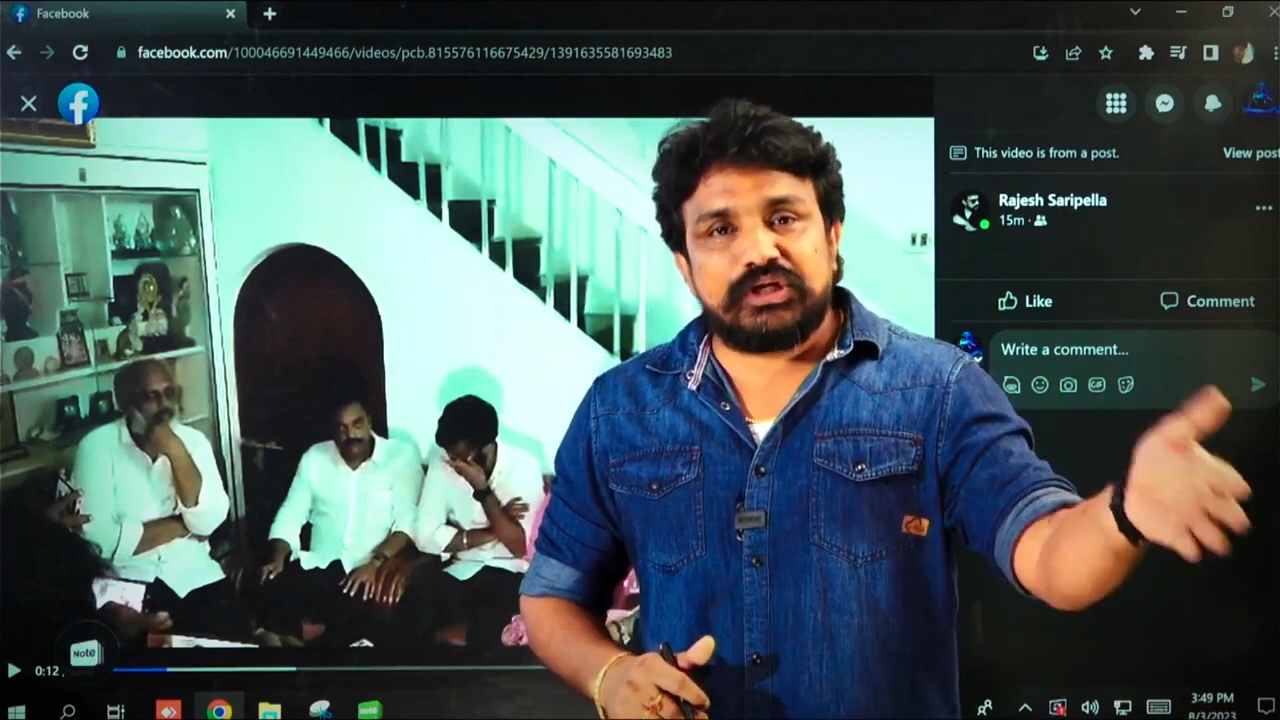 Facebook
facebook.com/100046691449466/videos/pcb.815576116675429/1391635581693483
This video is from a post.
View post
Rajesh Saripella
15m
Like
Comment
Write a comment...
GIF
Note
0:12
3:49 PM
8/3/2023